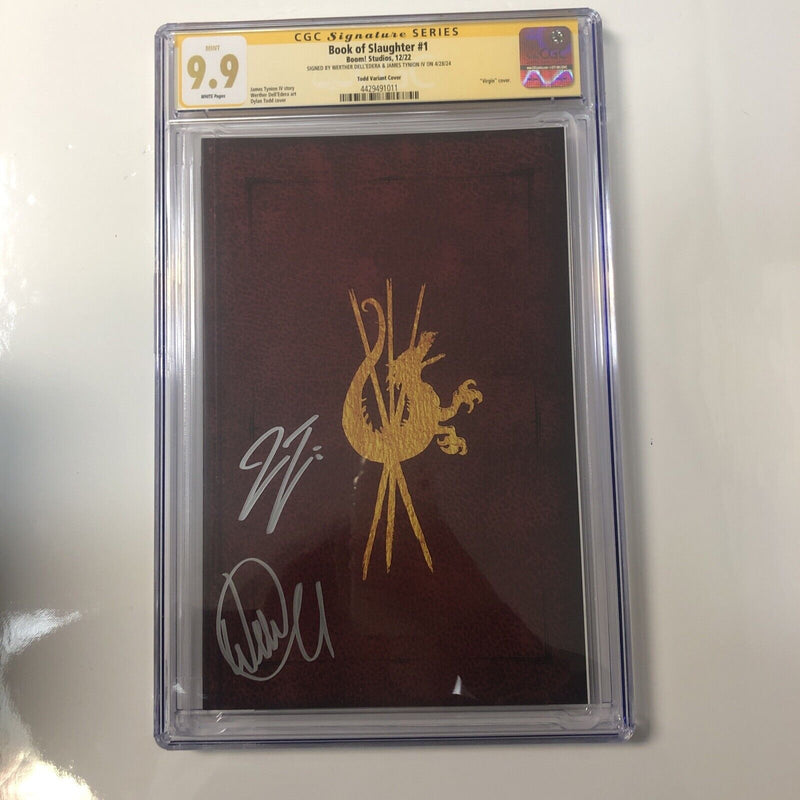 CGC Signature SERIES
MINT
9.9
WHITE Pages
Book of Slaughter #1
Boom! Studios, 12/22
SIGNED BY WERTHER DELL'EDERA & JAMES TYNION IV ON 4/28/24
Todd Variant Cover
James Tynion IV story
Werther Dell'Edera art
Dylan Todd cover
4429491011
"Virgin" cover.
CGC